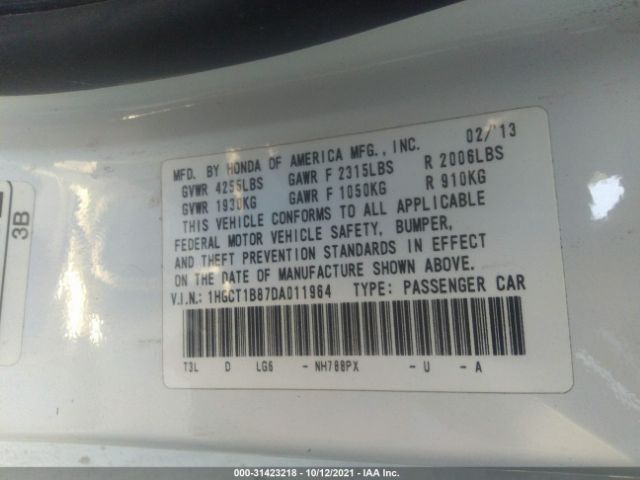 MFD. BY HONDA OF AMERICA MFG., INC. 02/'13
GVWR 4255LBS GAWR F 2315LBS R 2006LBS
GVWR 1930KG GAWR F 1050KG R 910KG
THIS VEHICLE CONFORMS TO ALL APPLICABLE
FEDERAL MOTOR VEHICLE SAFETY, BUMPER,
AND THEFT PREVENTION STANDARDS IN EFFECT
ON THE DATE OF MANUFACTURE SHOWN ABOVE.
V.I.N.: 1HGCT1B87DA011964 TYPE: PASSENGER CAR
T3L D LG6 - NH788PX - U - A
3B
000-31423218 - 10/12/2021 - IAA Inc.